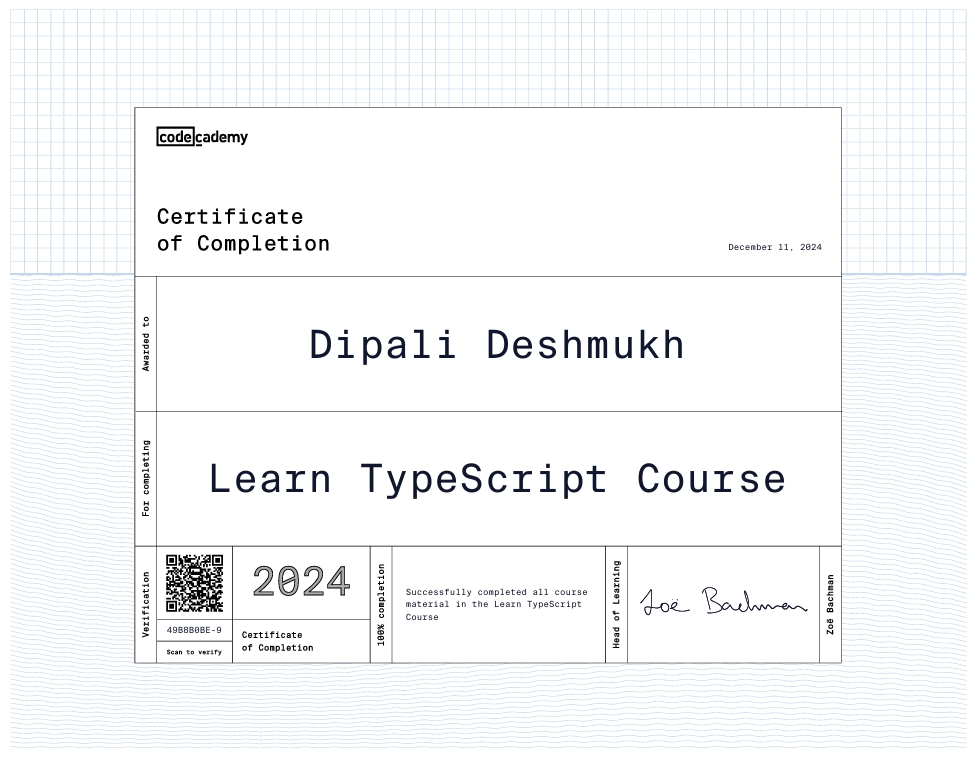 codecademy
Certificate
of Completion
December 11, 2024
Awarded to
Dipali Deshmukh
For completing
Learn TypeScript Course
Verification
49B8B0BE-9
Scan to verify
2024
Certificate
of Completion
100% completion
Successfully completed all course
material in the Learn TypeScript
Course
Head of Learning
Zoë Bachman
Zoë Bachman